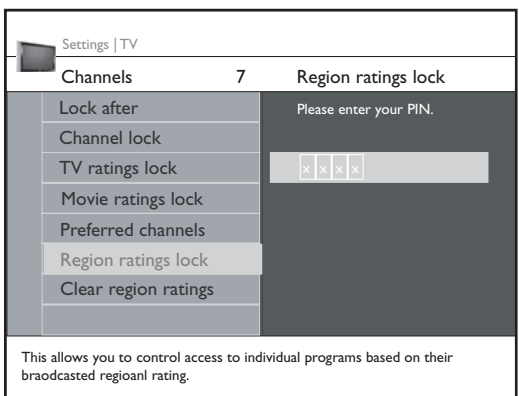 Settings | TV
Channels 7 Region ratings lock
Lock after
Please enter your PIN.
Channel lock
TV ratings lock
x x x x
Movie ratings lock
Preferred channels
Region ratings lock
Clear region ratings
This allows you to control access to individual programs based on their
braodcasted regioanl rating.